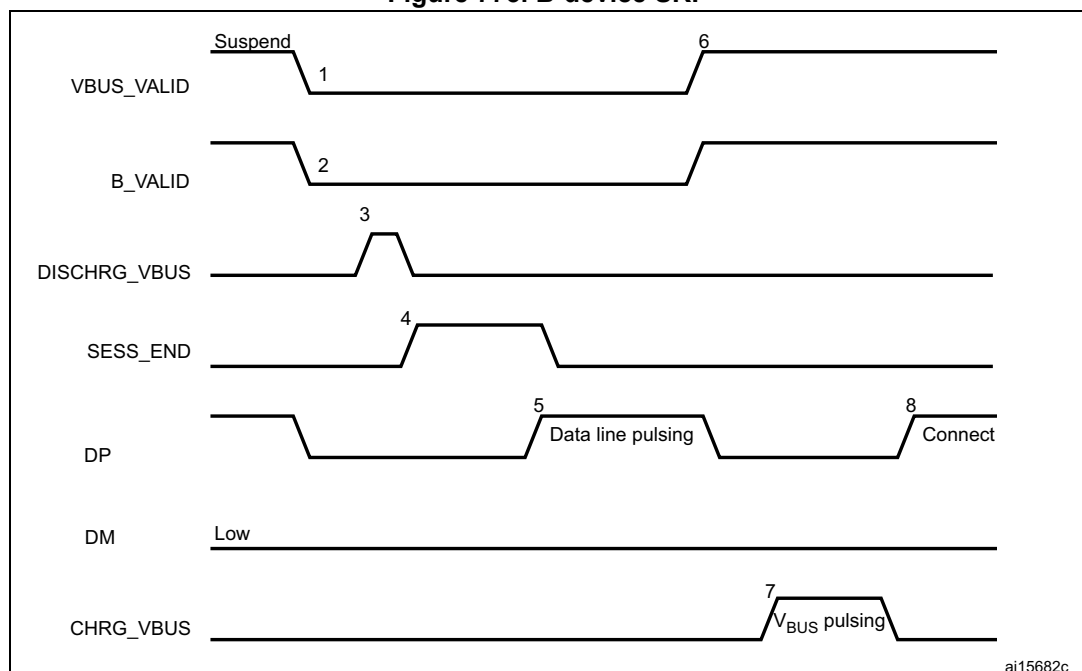 Suspend
6
VBUS_VALID
1
B_VALID
2
3
DISCHRG_VBUS
4
SESS_END
5
8
Data line pulsing
Connect
DP
DM
Low
7
VBUS pulsing
CHRG_VBUS
ai15682c